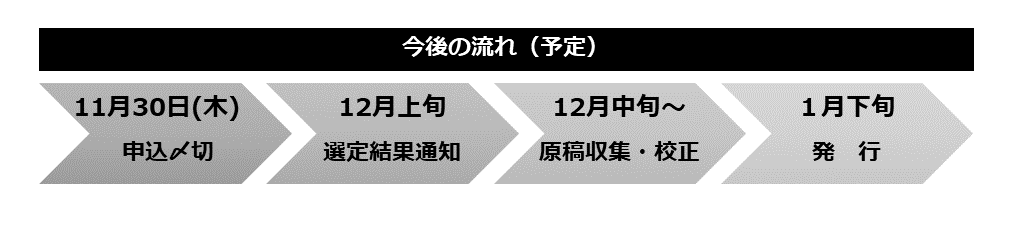 今後の流れ（予定）
11月30日(木)
申込〆切
12月上旬
選定結果通知
12月中旬～
原稿収集・校正
１月下旬
発　行